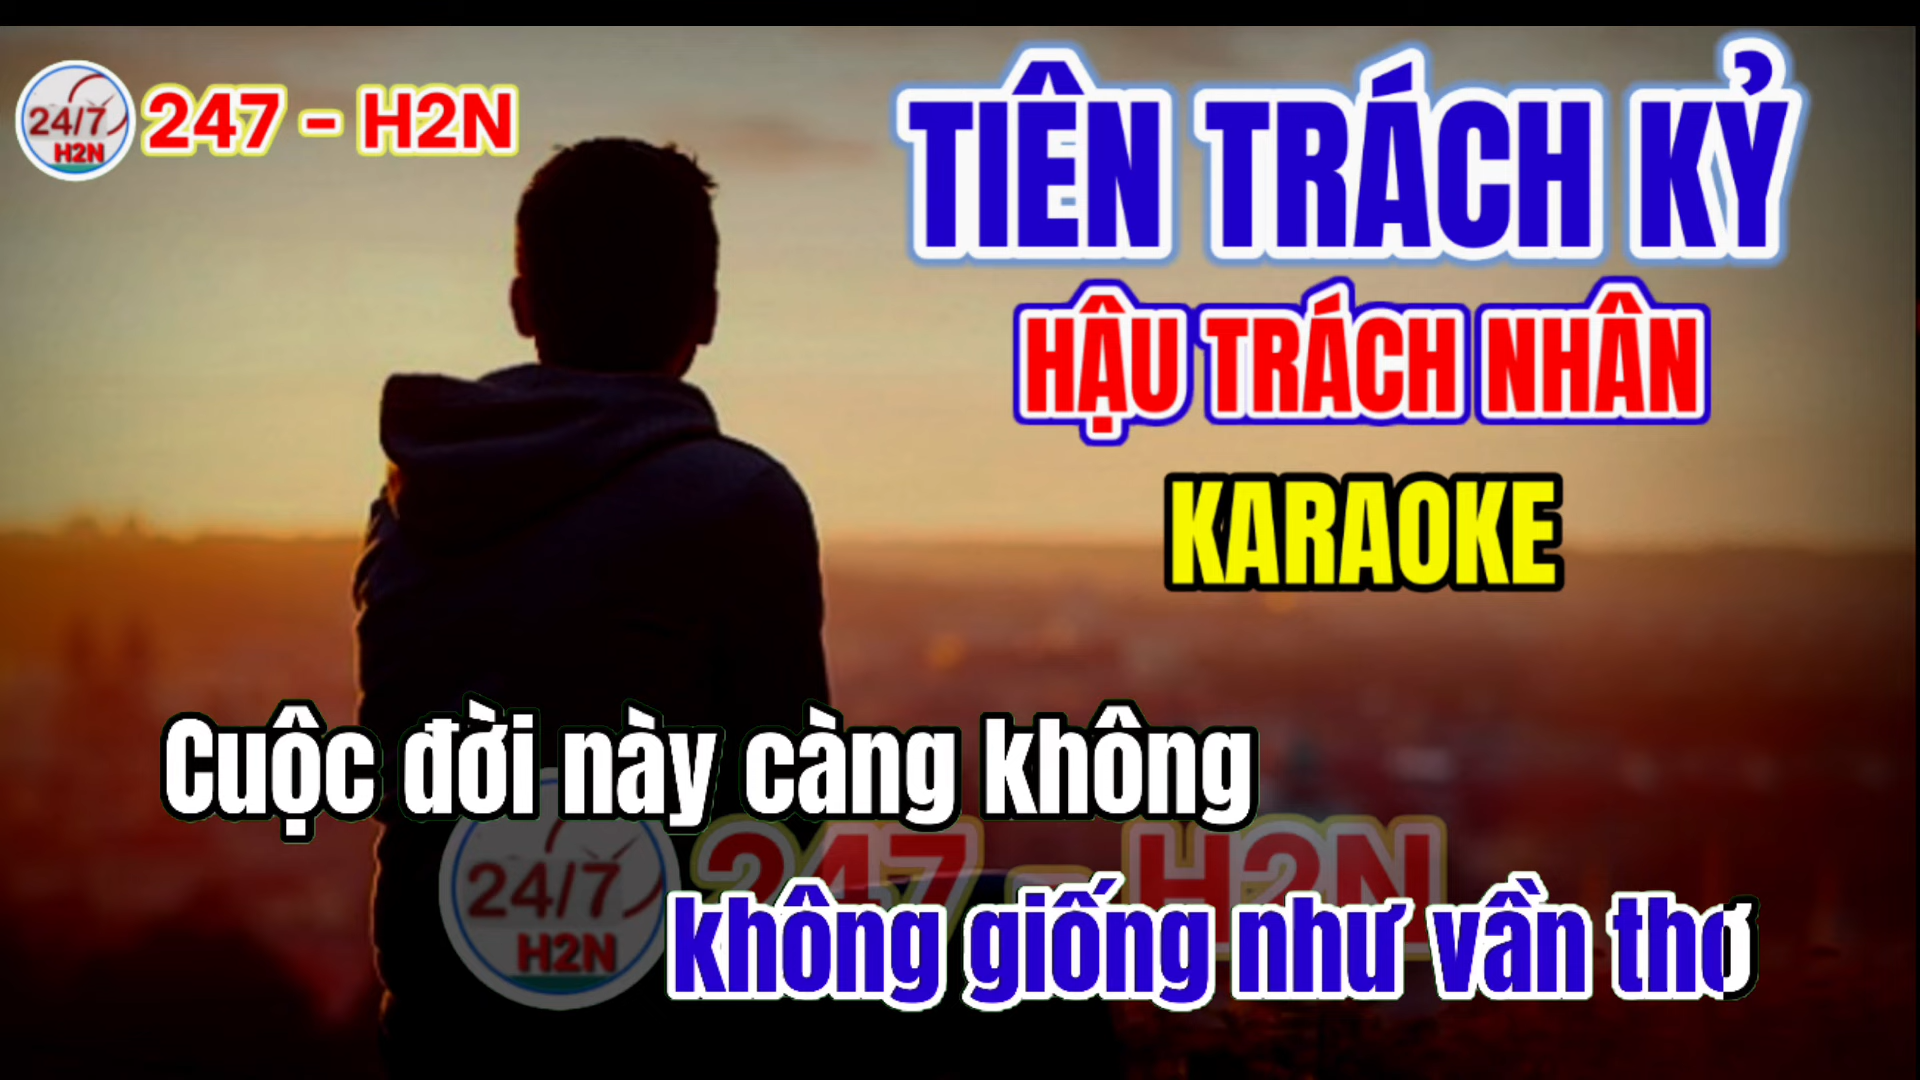 24/7
H2N
247 - H2N
TIÊN TRÁCH KỶ
HẬU TRÁCH NHÂN
KARAOKE
Cuộc đời này càng không
24/7
H2N
247 - H2N
không giống như vần thơ